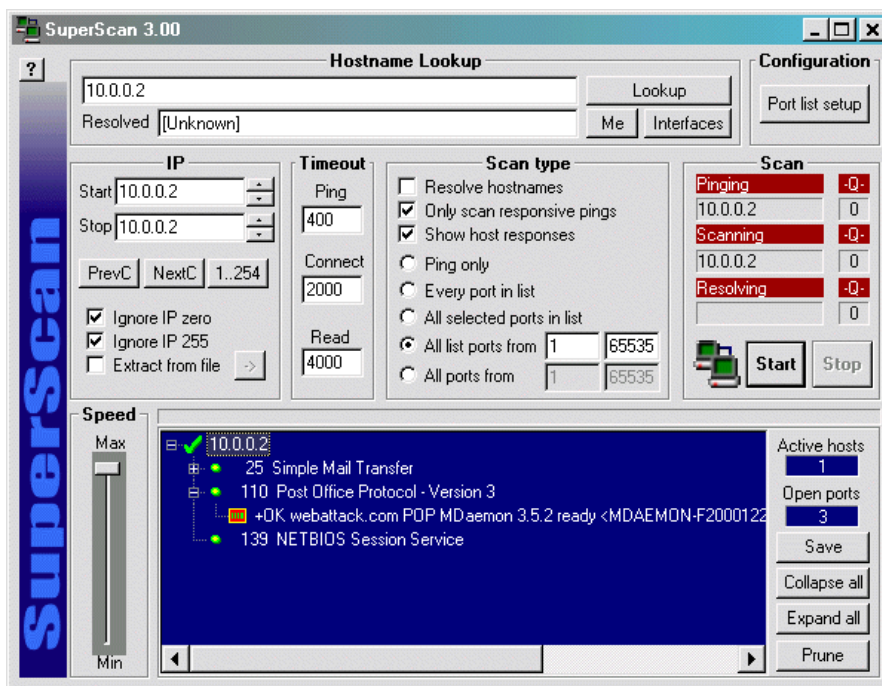 SuperScan 3.00
?
Hostname Lookup
10.0.0.2
Lookup
Resolved [Unknown]
Me
Interfaces
Configuration
Port list setup
IP
Start 10.0.0.2
Stop 10.0.0.2
PrevC
NextC
1..254
Ignore IP zero
Ignore IP 255
Extract from file
->
Timeout
Ping
400
Connect
2000
Read
4000
Scan type
Resolve hostnames
Only scan responsive pings
Show host responses
Ping only
Every port in list
All selected ports in list
All list ports from 1 65535
All ports from 1 65535
Scan
Pinging -Q-
10.0.0.2 0
Scanning -Q-
10.0.0.2 0
Resolving -Q-
0
Start
Stop
SuperScan
Speed
Max
Min
10.0.0.2
25 Simple Mail Transfer
110 Post Office Protocol - Version 3
+OK webattack.com POP MDaemon 3.5.2 ready <MDAEMON-F2000122
139 NETBIOS Session Service
Active hosts
1
Open ports
3
Save
Collapse all
Expand all
Prune